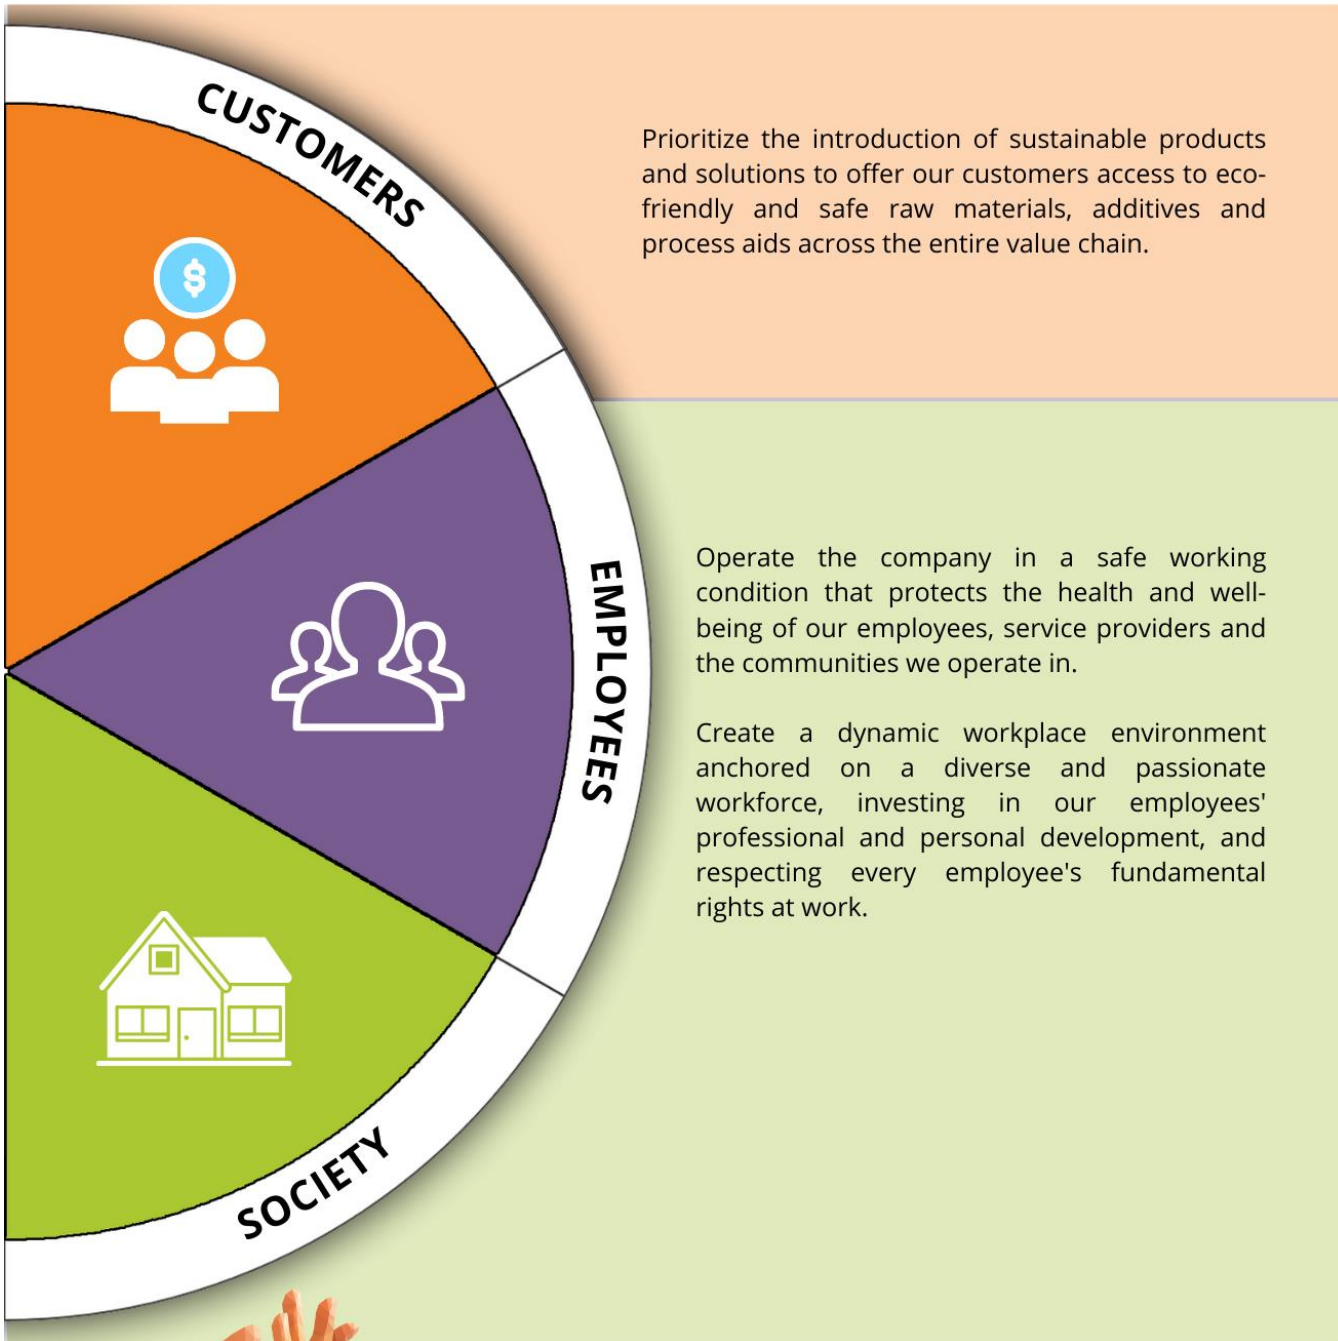 CUSTOMERS
Prioritize the introduction of sustainable products
and solutions to offer our customers access to eco-
friendly and safe raw materials, additives and
process aids across the entire value chain.
$
EMPLOYEES
Operate the company in a safe working
condition that protects the health and well-
being of our employees, service providers and
the communities we operate in.
Create a dynamic workplace environment
anchored on a diverse and passionate
workforce, investing in our employees'
professional and personal development, and
respecting every employee's fundamental
rights at work.
SOCIETY